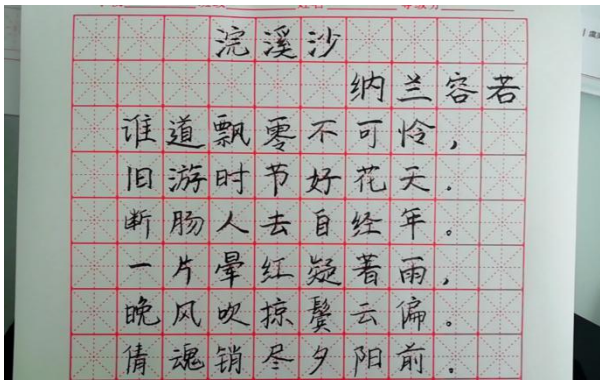 浣溪沙
纳兰容若
谁道飘零不可怜，
旧游时节好花天．
断肠人去自经年。
一片晕红疑著雨，
晚风吹掠鬓云偏。
倩魂销尽夕阳前。